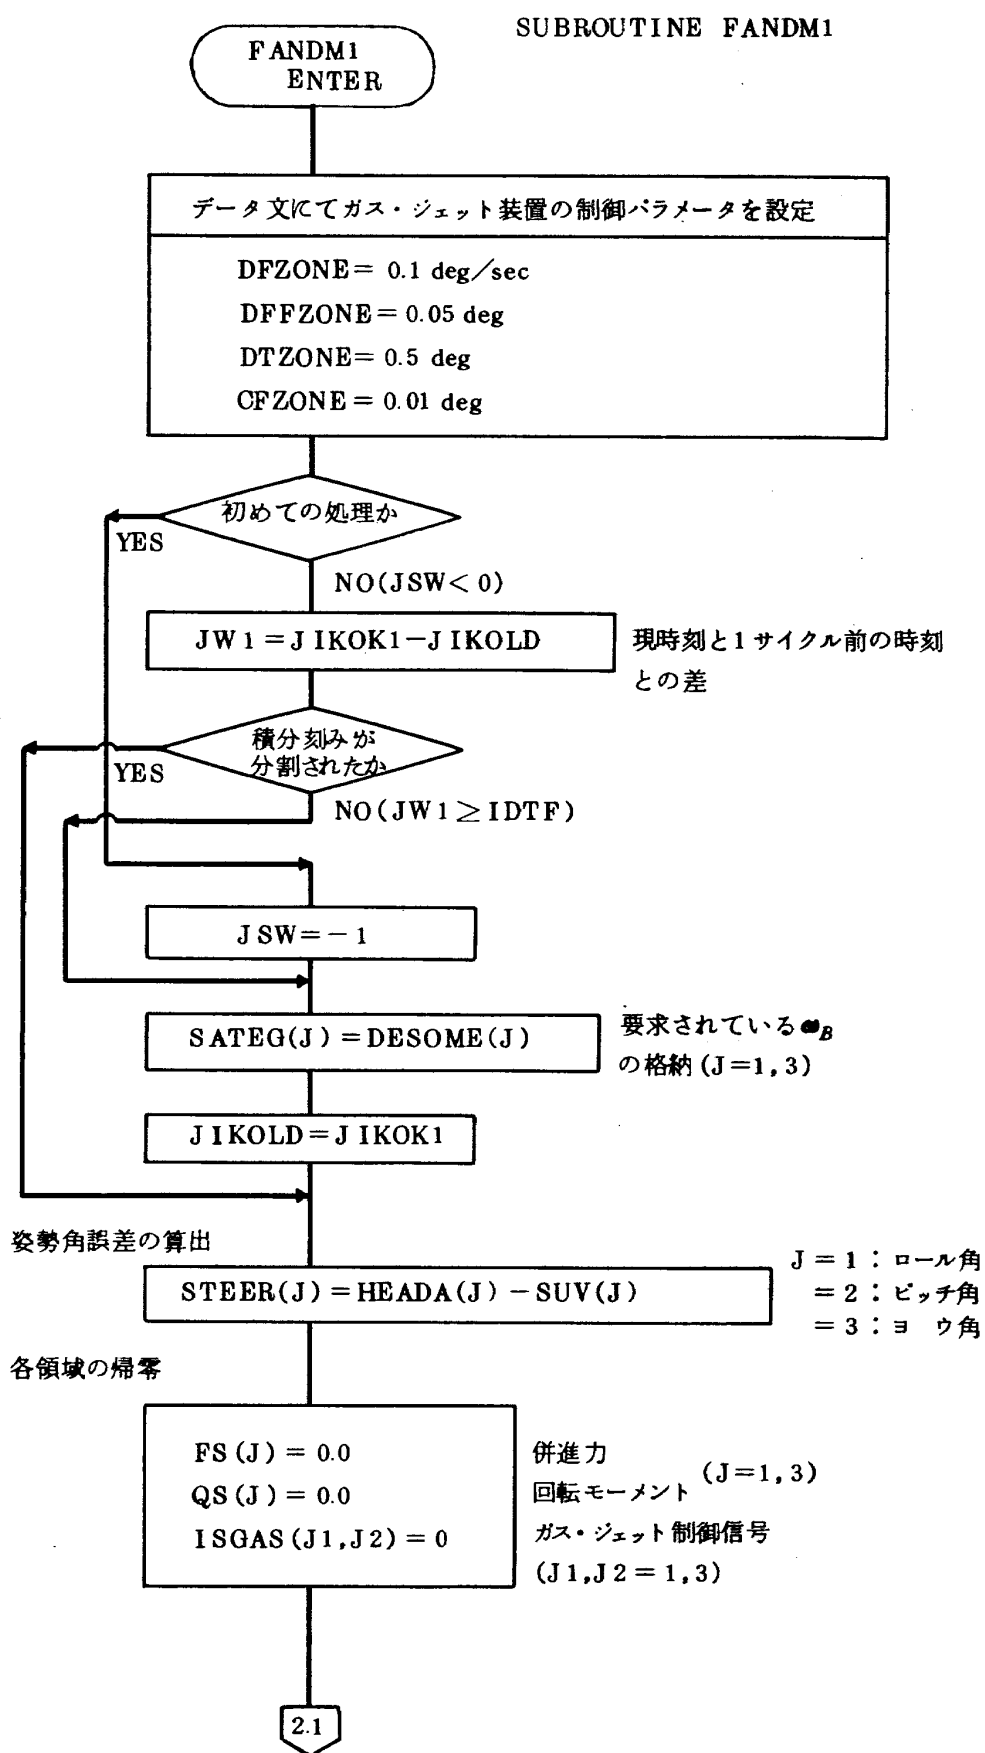 SUBROUTINE FANDM1
FANDM1
ENTER
データ文にてガス・ジェット装置の制御パラメータを設定
DFZONE = 0.1 deg/sec
DFFZONE = 0.05 deg
DTZONE = 0.5 deg
CFZONE = 0.01 deg
初めての処理か
YES
NO(JSW < 0)
JW1 = JIKOK1-JIKOLD
現時刻と1サイクル前の時刻
との差
積分刻みが
分割されたか
YES
NO(JW1 ≥ IDTF)
JSW = -1
SATEG(J) = DESOME(J)
要求されているωB
の格納 (J=1,3)
JIKOLD = JIKOK1
姿勢角誤差の算出
STEER(J) = HEADA(J) - SUV(J)
J = 1 : ロール角
= 2 : ピッチ角
= 3 : ヨ ウ角
各領域の帰零
FS(J) = 0.0
QS(J) = 0.0
ISGAS(J1,J2) = 0
併進力
回転モーメント (J=1,3)
ガス・ジェット制御信号
(J1,J2 = 1,3)
2.1